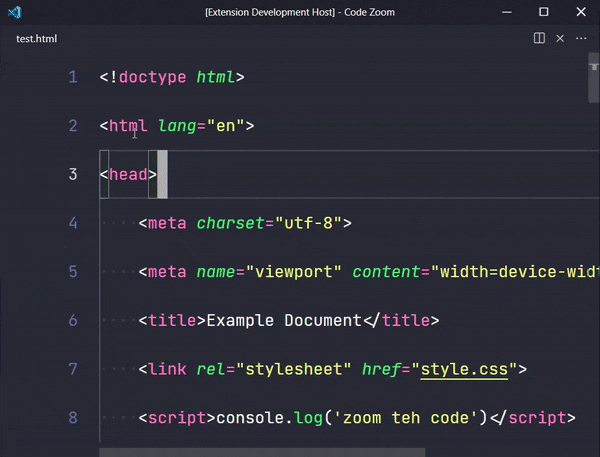 [Extension Development Host] - Code Zoom
test.html
1 <!doctype html>
2 <html lang="en">
3 <head>
4 <meta charset="utf-8">
5 <meta name="viewport" content="width=device-widt
6 <title>Example Document</title>
7 <link rel="stylesheet" href="style.css">
8 <script>console.log('zoom teh code')</script>